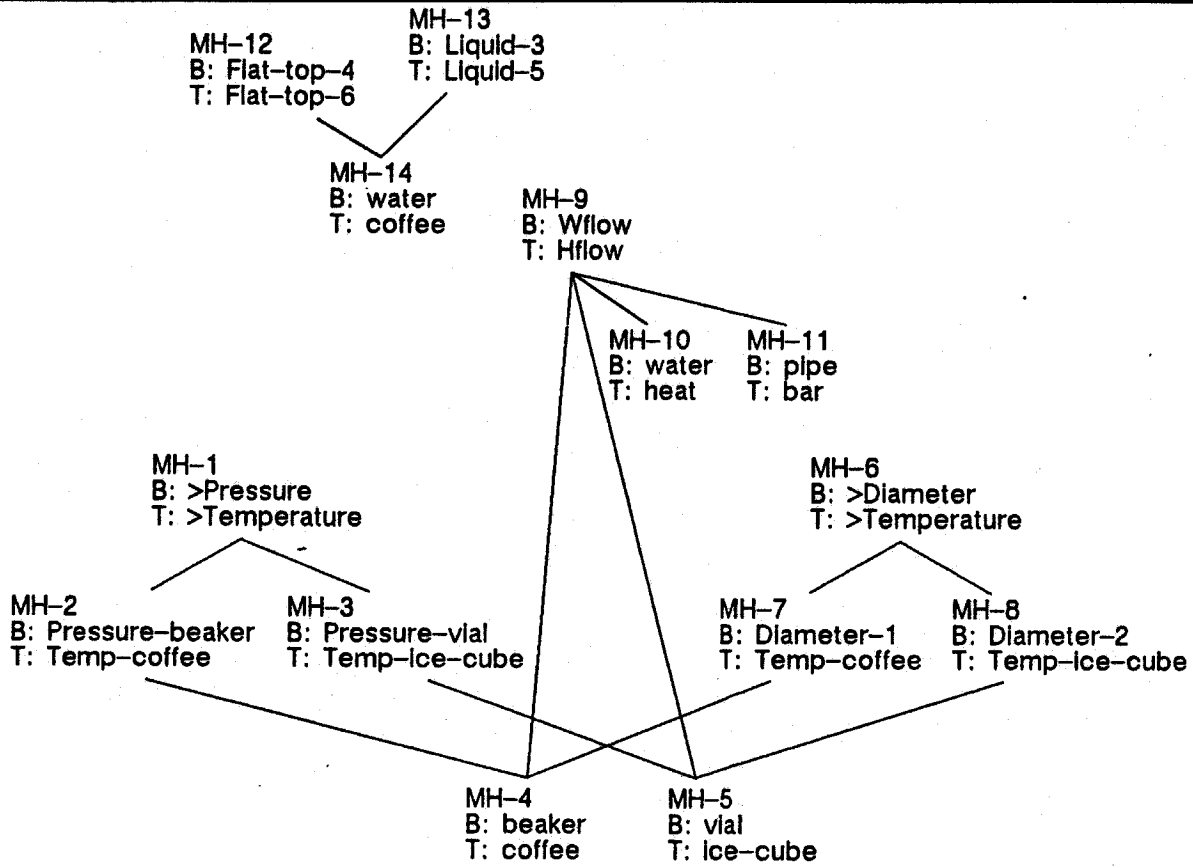 MH-12
B: Flat-top-4
T: Flat-top-6
MH-13
B: Liquid-3
T: Liquid-5
MH-14
B: water
T: coffee
MH-9
B: Wflow
T: Hflow
MH-10
B: water
T: heat
MH-11
B: pipe
T: bar
MH-1
B: >Pressure
T: >Temperature
MH-6
B: >Diameter
T: >Temperature
MH-2
B: Pressure-beaker
T: Temp-coffee
MH-3
B: Pressure-vial
T: Temp-ice-cube
MH-7
B: Diameter-1
T: Temp-coffee
MH-8
B: Diameter-2
T: Temp-ice-cube
MH-4
B: beaker
T: coffee
MH-5
B: vial
T: ice-cube